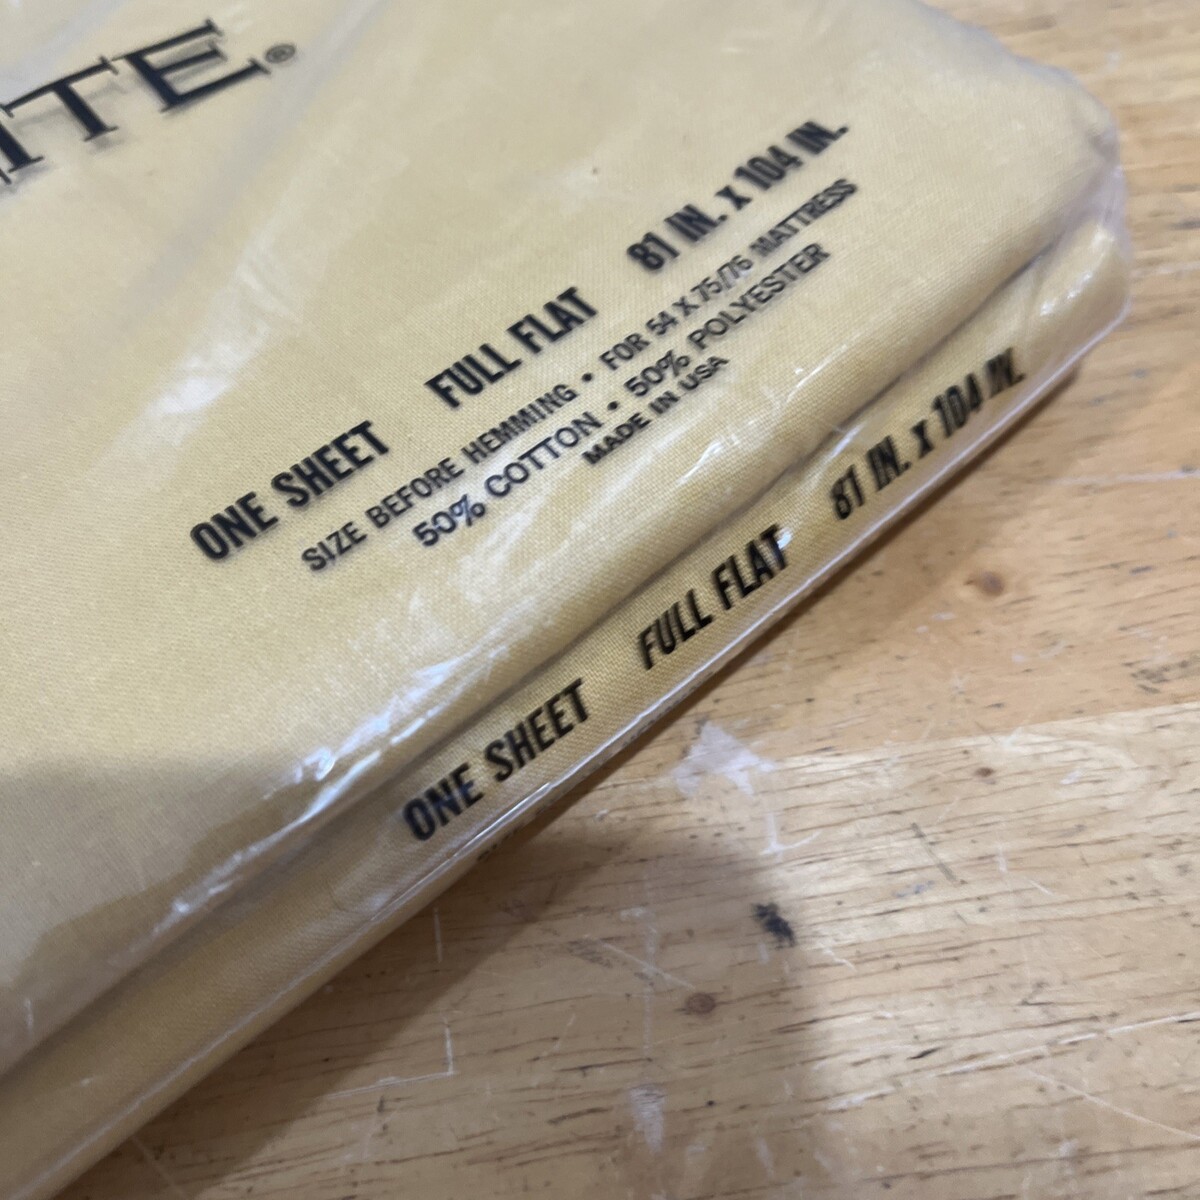 ITE®
ONE SHEET FULL FLAT 81 IN. x 104 IN.
SIZE BEFORE HEMMING • FOR 54 X 75/76 MATTRESS
50% COTTON • 50% POLYESTER
MADE IN USA
ONE SHEET FULL FLAT 81 IN. x 104 IN.